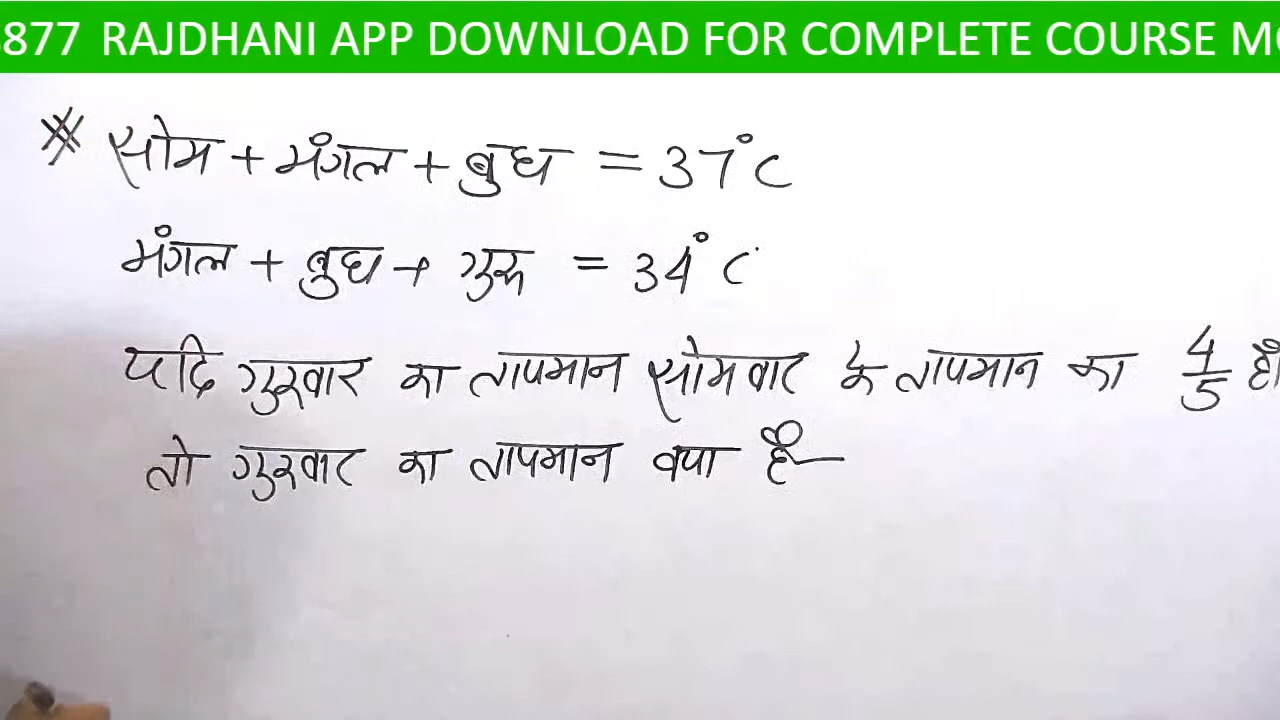 877 RAJDHANI APP DOWNLOAD FOR COMPLETE COURSE
सोम + मंगल + बुध = 37°C
मंगल + बुध + गुरु = 34°C
यदि गुरुवार का तापमान सोमवार के तापमान का 4/5 हो
तो गुरुवार का तापमान क्या है